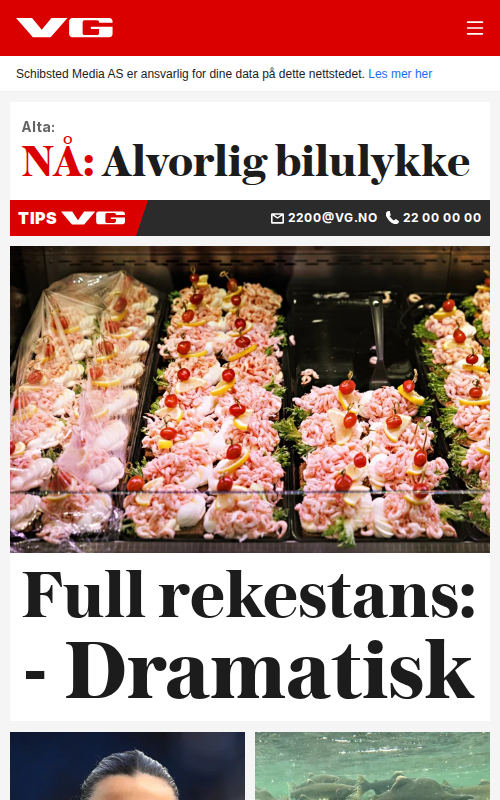 VG
Schibsted Media AS er ansvarlig for dine data på dette nettstedet. Les mer her
Alta:
NÅ: Alvorlig bilulykke
TIPS VG 2200@VG.NO 22 00 00 00
Full rekestans:
- Dramatisk